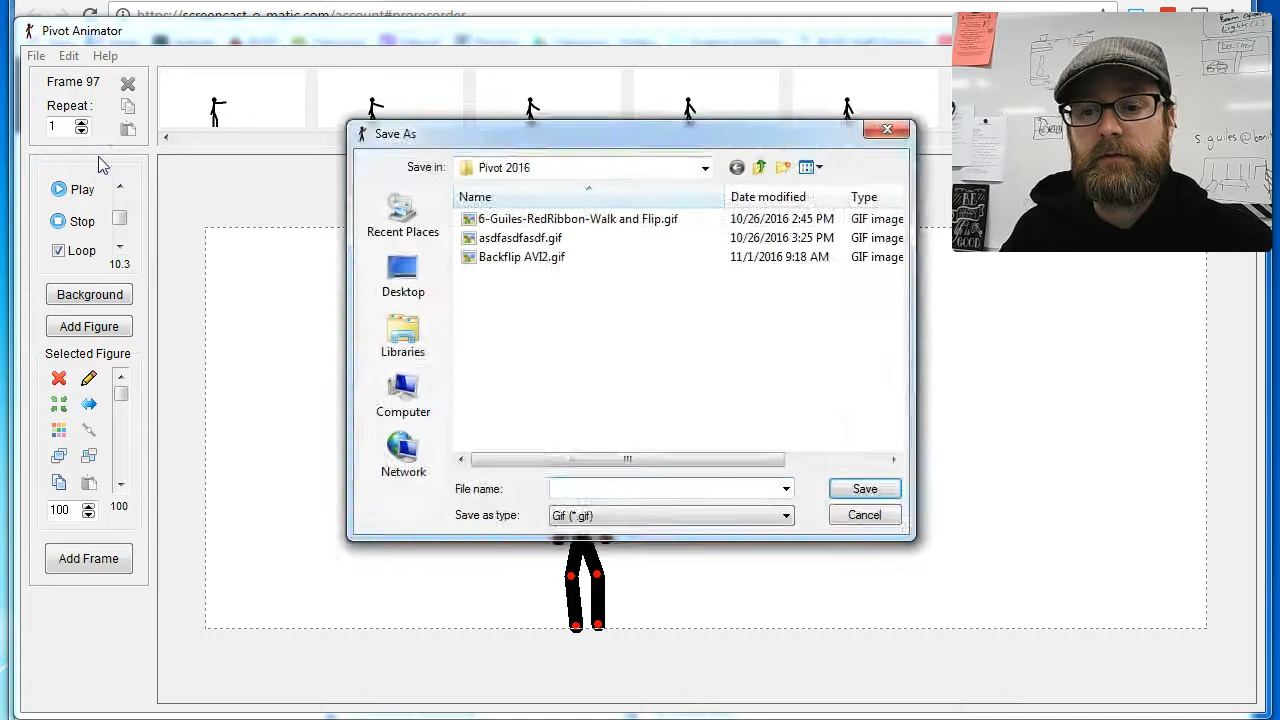 https://screencast-o-matic.com/account#prorecorder
Pivot Animator
File Edit Help
Frame 97
Repeat :
1
Play
Stop
Loop
10.3
Background
Add Figure
Selected Figure
100
100
Add Frame
Save As
Save in:
Pivot 2016
Name
Date modified
Type
6-Guiles-RedRibbon-Walk and Flip.gif
10/26/2016 2:45 PM
GIF image
asdfasdfasdf.gif
10/26/2016 3:25 PM
GIF image
Backflip AVI2.gif
11/1/2016 9:18 AM
GIF image
Recent Places
Desktop
Libraries
Computer
Network
File name:
Save
Save as type:
Gif (*.gif)
Cancel
s guiles @ boni
GOOD